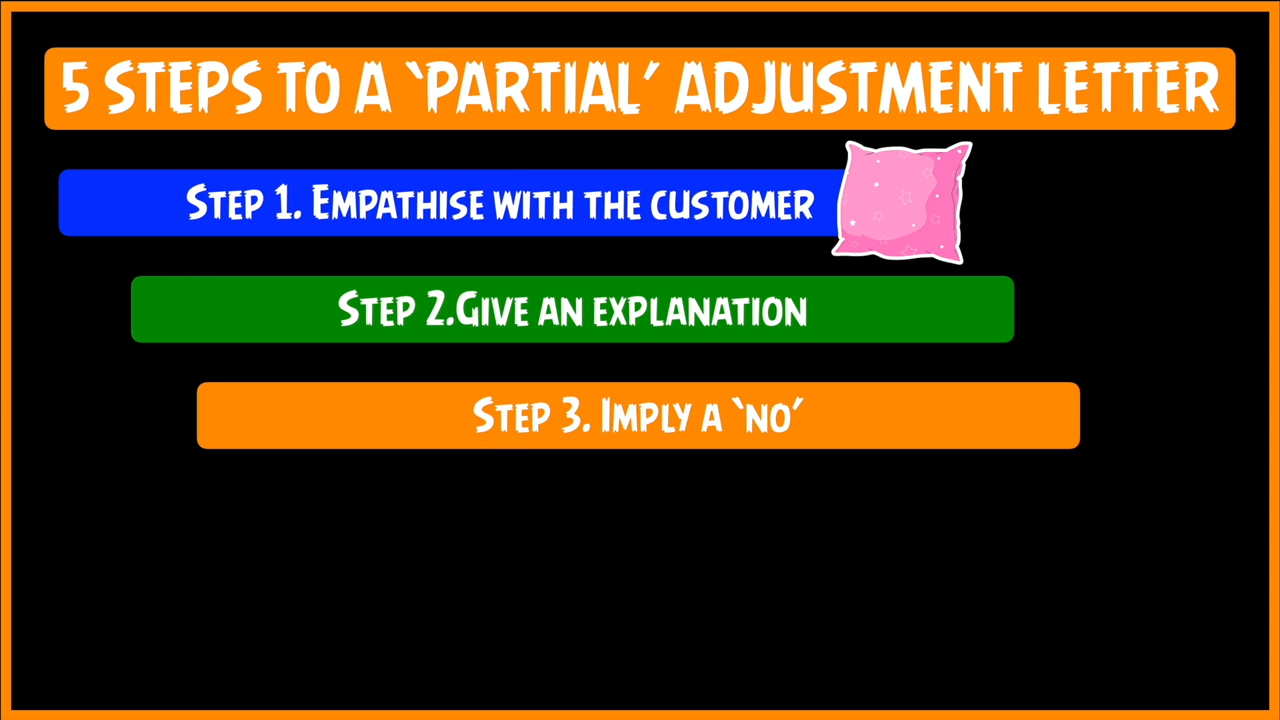 5 STEPS TO A ‘PARTIAL’ ADJUSTMENT LETTER
STEP 1. EMPATHISE WITH THE CUSTOMER
STEP 2.GIVE AN EXPLANATION
STEP 3. IMPLY A ‘NO’